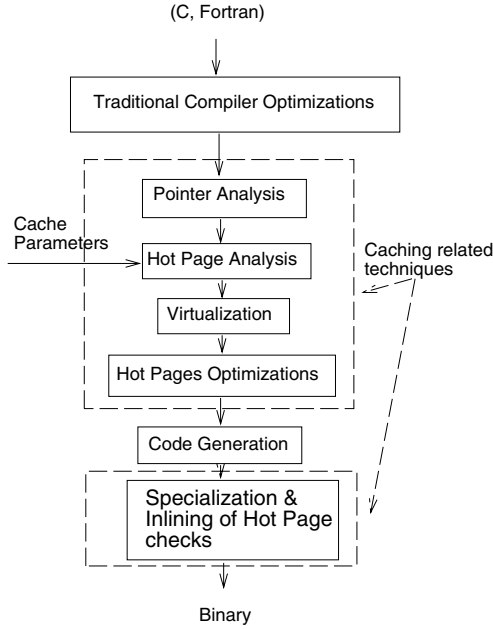 (C, Fortran)
Traditional Compiler Optimizations
Pointer Analysis
Cache
Parameters
Hot Page Analysis
Caching related
techniques
Virtualization
Hot Pages Optimizations
Code Generation
Specialization &
Inlining of Hot Page
checks
Binary